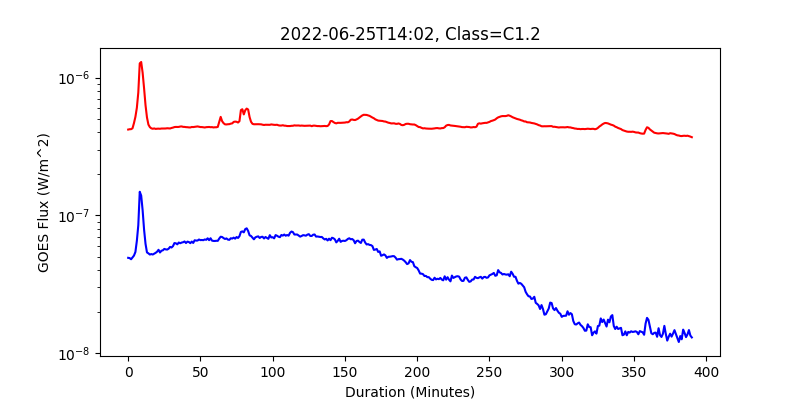 2022-06-25T14:02, Class=C1.2
GOES Flux (W/m^2)
10⁻⁶
10⁻⁷
10⁻⁸
0 50 100 150 200 250 300 350 400
Duration (Minutes)